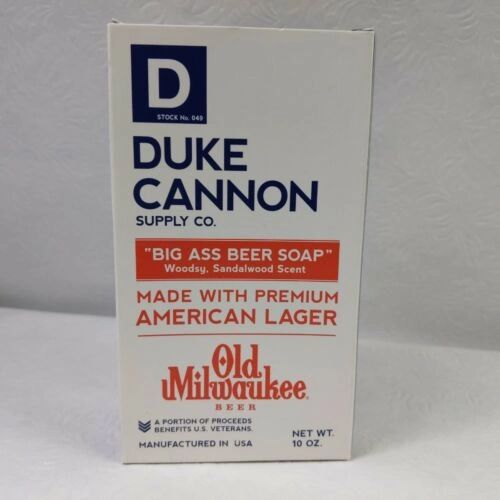 D
STOCK No. 049
DUKE
CANNON
SUPPLY CO.
"BIG ASS BEER SOAP"
Woodsy, Sandalwood Scent
MADE WITH PREMIUM
AMERICAN LAGER
Old
Milwaukee
BEER
A PORTION OF PROCEEDS
BENEFITS U.S. VETERANS.
MANUFACTURED IN USA
NET WT.
10 OZ.